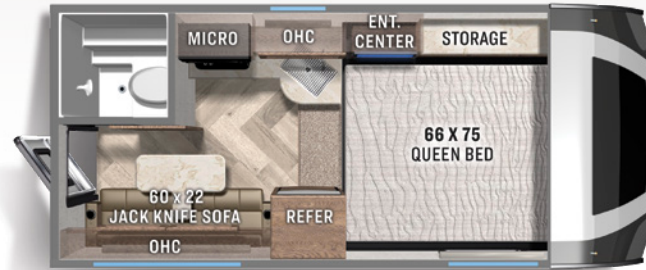 MICRO
OHC
ENT.
CENTER
STORAGE
66 X 75
QUEEN BED
60 x 22
JACK KNIFE SOFA
OHC
REFER